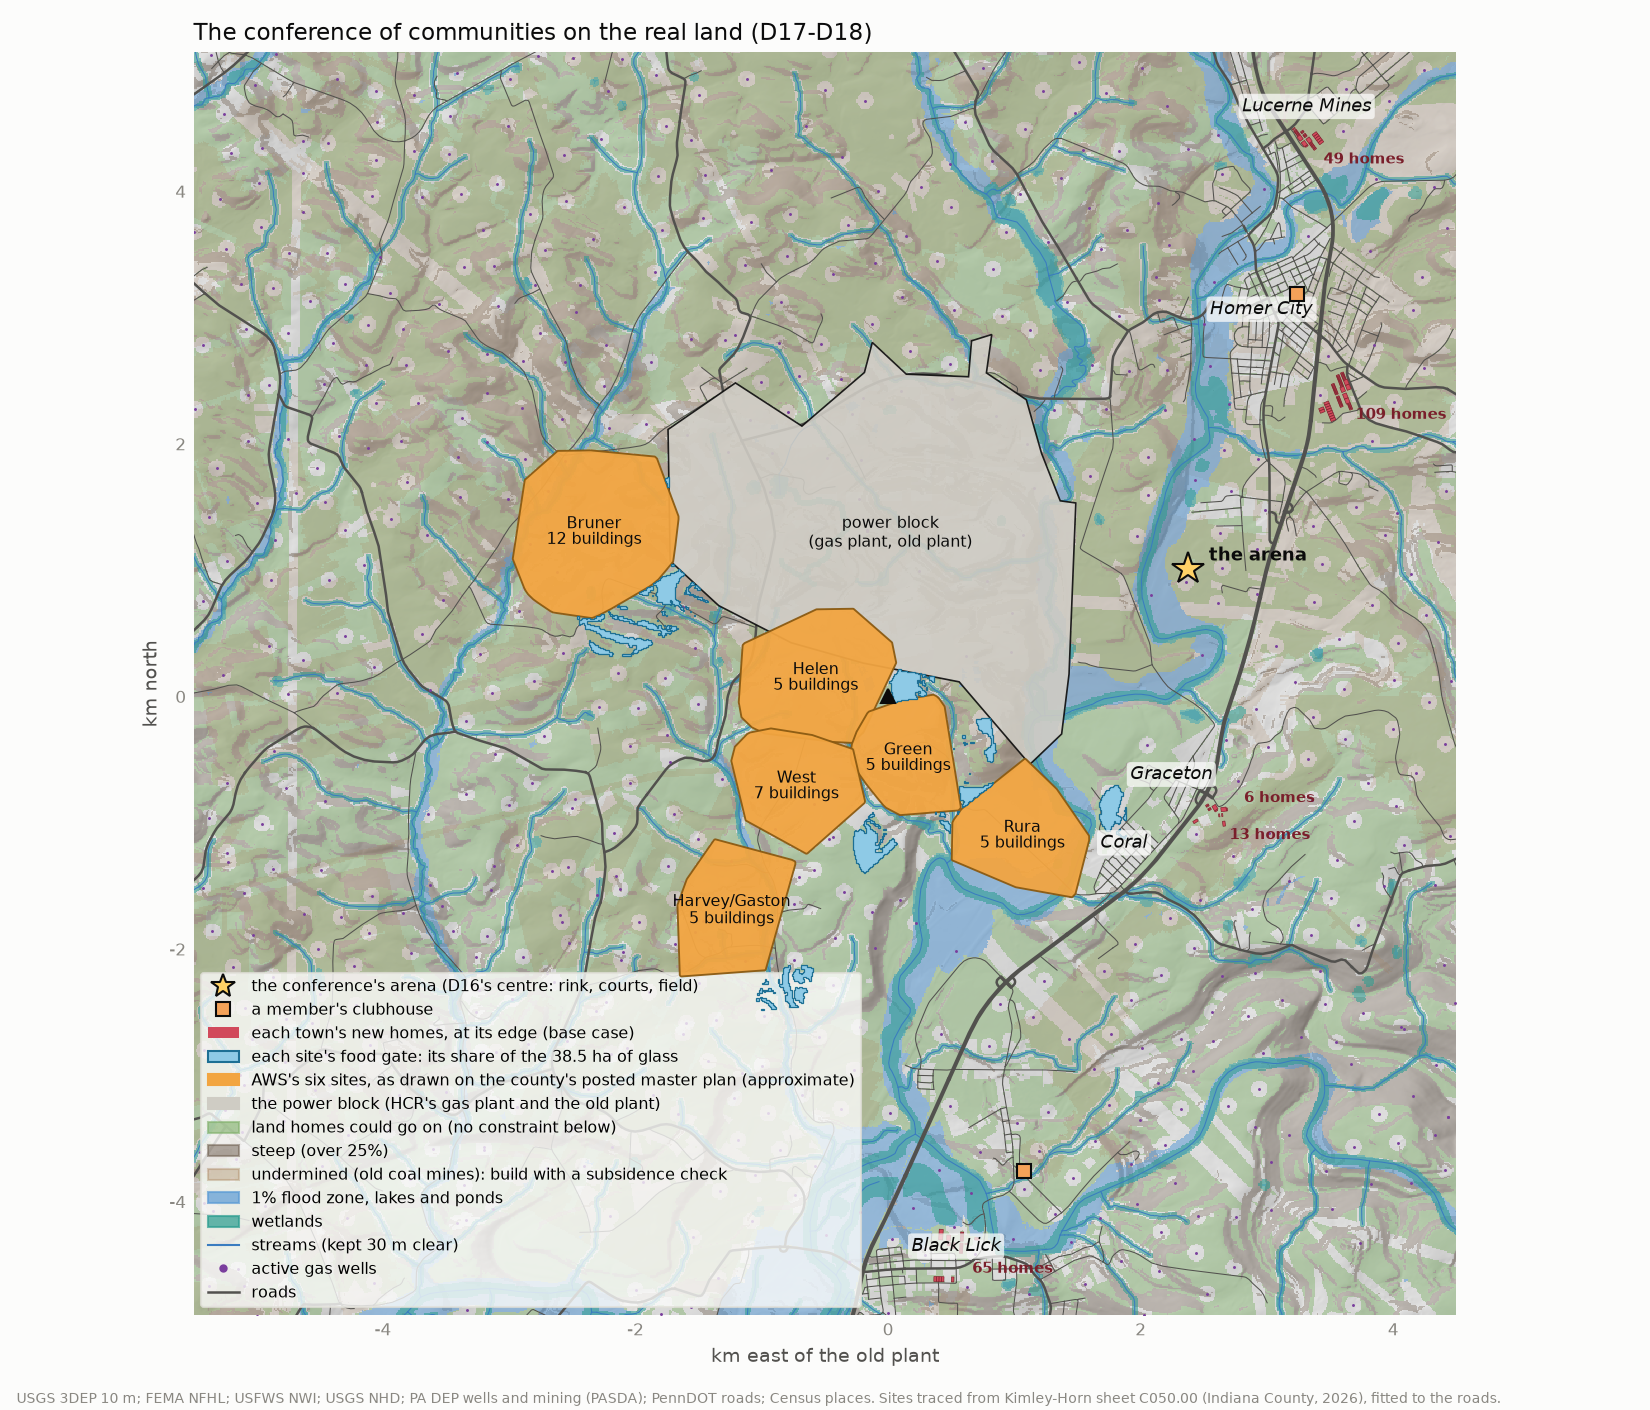 The conference of communities on the real land (D17-D18)
Lucerne Mines
49 homes
Homer City
109 homes
Bruner
12 buildings
power block
(gas plant, old plant)
the arena
Helen
5 buildings
Green
5 buildings
West
7 buildings
Graceton
6 homes
13 homes
Coral
Rura
5 buildings
Harvey/Gaston
5 buildings
Black Lick
65 homes
the conference's arena (D16's centre: rink, courts, field)
a member's clubhouse
each town's new homes, at its edge (base case)
each site's food gate: its share of the 38.5 ha of glass
AWS's six sites, as drawn on the county's posted master plan (approximate)
the power block (HCR's gas plant and the old plant)
land homes could go on (no constraint below)
steep (over 25%)
undermined (old coal mines): build with a subsidence check
1% flood zone, lakes and ponds
wetlands
streams (kept 30 m clear)
active gas wells
roads
km north
4
2
0
-2
-4
-4
-2
0
2
4
km east of the old plant
USGS 3DEP 10 m; FEMA NFHL; USFWS NWI; USGS NHD; PA DEP wells and mining (PASDA); PennDOT roads; Census places. Sites traced from Kimley-Horn sheet C050.00 (Indiana County, 2026), fitted to the roads.